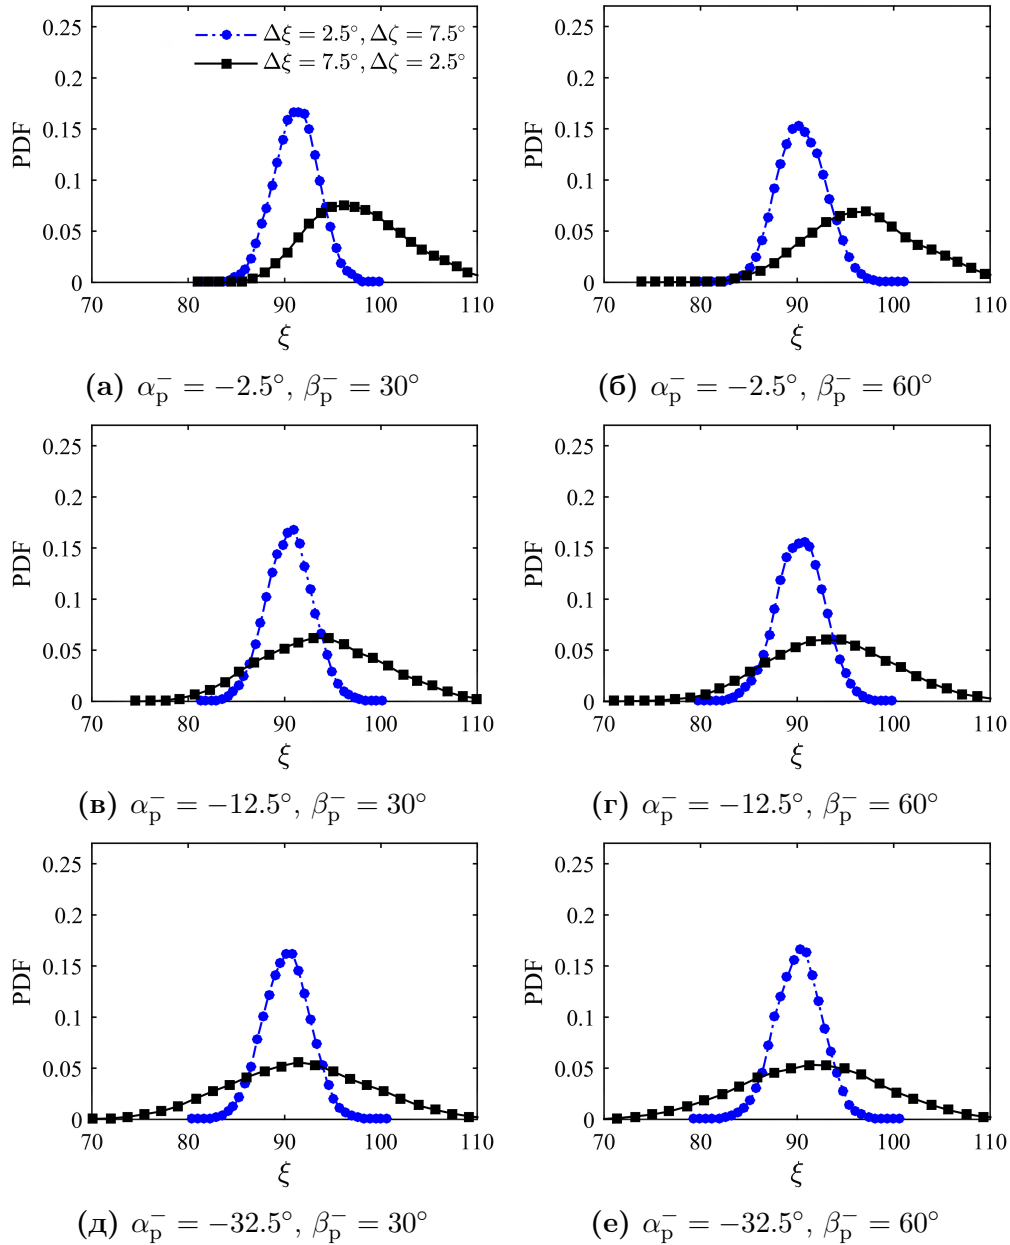 Δξ = 2.5°, Δζ = 7.5°
Δξ = 7.5°, Δζ = 2.5°
0.25
0.2
0.15
0.1
0.05
0
PDF
70 80 90 100 110
ξ
(а) α_p^- = −2.5°, β_p^- = 30°
0.25
0.2
0.15
0.1
0.05
0
PDF
70 80 90 100 110
ξ
(б) α_p^- = −2.5°, β_p^- = 60°
0.25
0.2
0.15
0.1
0.05
0
PDF
70 80 90 100 110
ξ
(в) α_p^- = −12.5°, β_p^- = 30°
0.25
0.2
0.15
0.1
0.05
0
PDF
70 80 90 100 110
ξ
(г) α_p^- = −12.5°, β_p^- = 60°
0.25
0.2
0.15
0.1
0.05
0
PDF
70 80 90 100 110
ξ
(д) α_p^- = −32.5°, β_p^- = 30°
0.25
0.2
0.15
0.1
0.05
0
PDF
70 80 90 100 110
ξ
(е) α_p^- = −32.5°, β_p^- = 60°